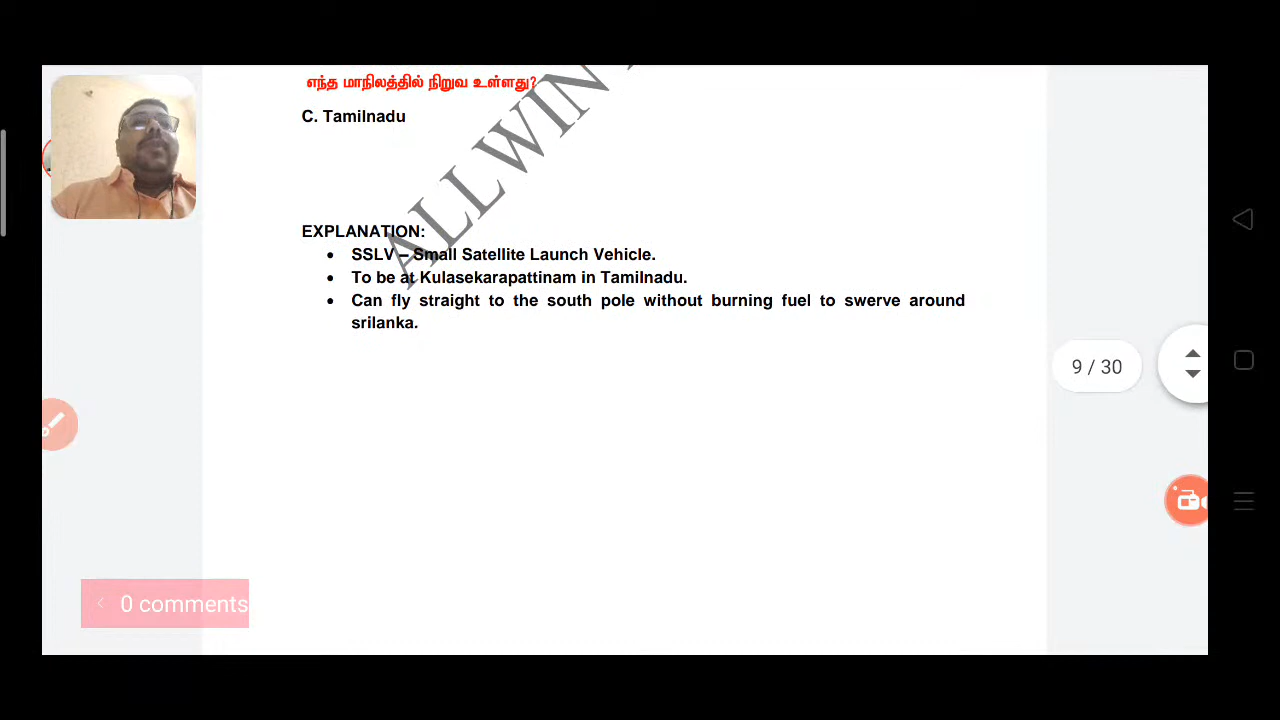 எந்த மாநிலத்தில் நிறுவ உள்ளது?
C. Tamilnadu
ALLWIN
EXPLANATION:
• SSLV – Small Satellite Launch Vehicle.
• To be at Kulasekarapattinam in Tamilnadu.
• Can fly straight to the south pole without burning fuel to swerve around
srilanka.
9 / 30
0 comments